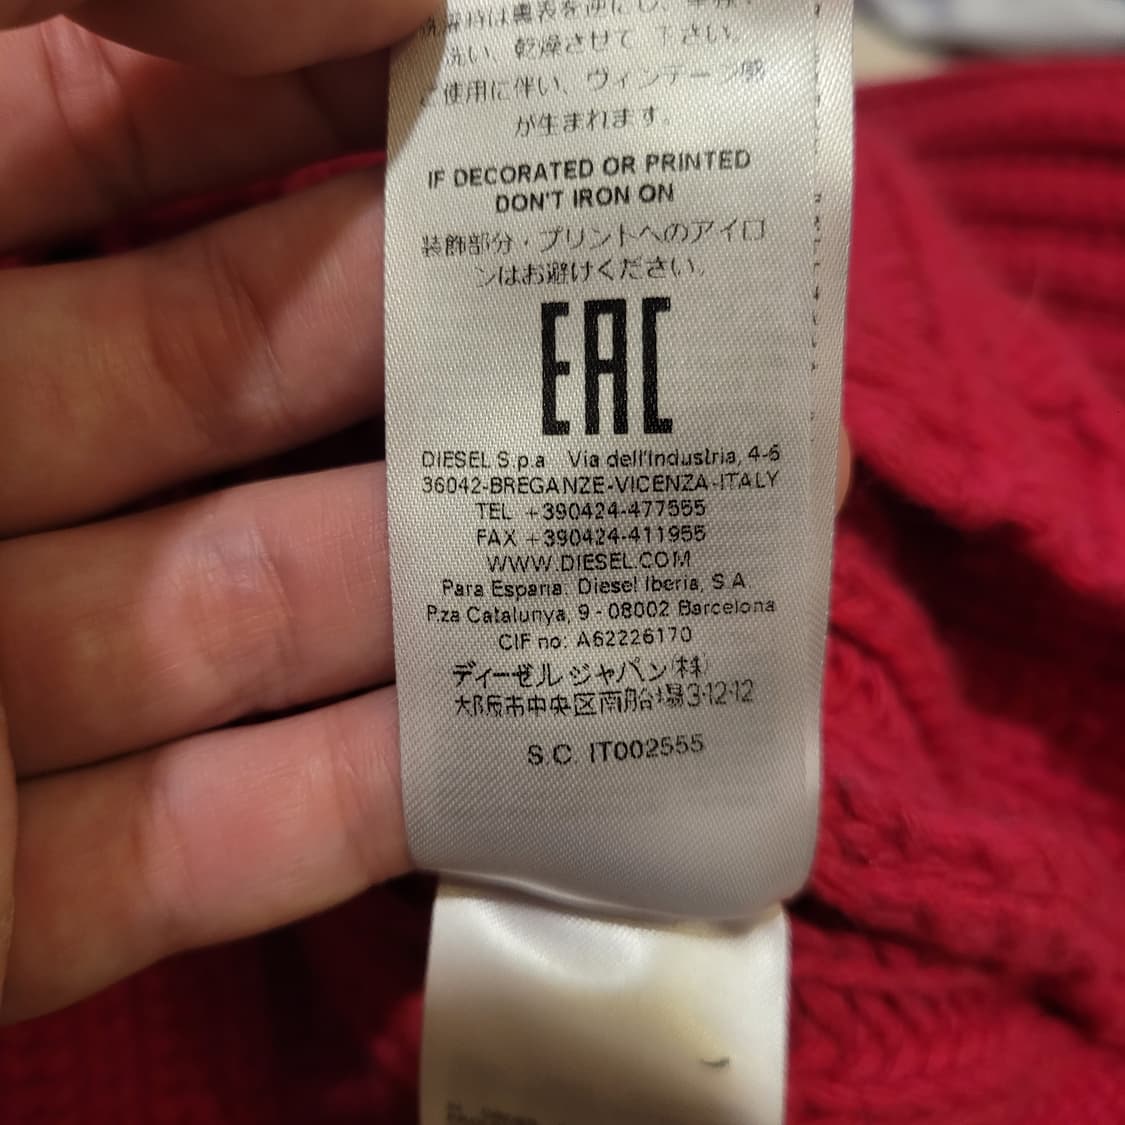 洗い、乾燥させて下さい。
使用に伴い、ヴィンテージ感
が生まれます。
IF DECORATED OR PRINTED
DON'T IRON ON
装飾部分・プリントへのアイロ
ンはお避けください。
EAC
DIESEL S.p.a Via dell'Industria, 4-6
36042-BREGANZE-VICENZA-ITALY
TEL +390424-477555
FAX +390424-411955
WWW.DIESEL.COM
Para Espana: Diesel Iberia, S.A
P.za Catalunya, 9 - 08002 Barcelona
CIF no: A62226170
ディーゼル ジャパン(株)
大阪市中央区南船場3-12-12
S.C. IT002555